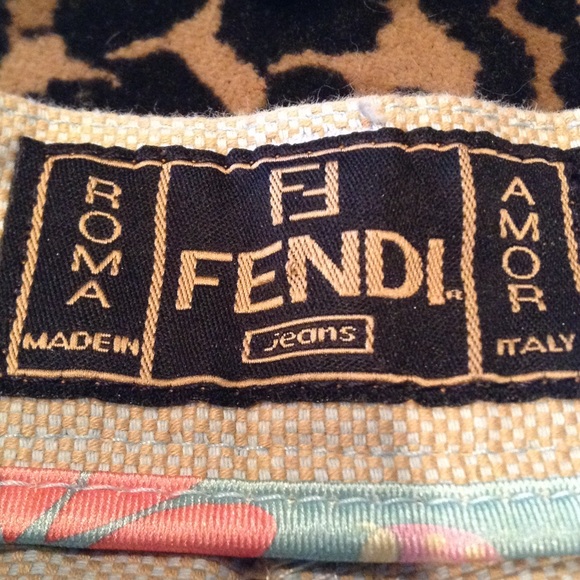 ROMA
MADE IN
FF
FENDI®
jeans
AMOR
ITALY